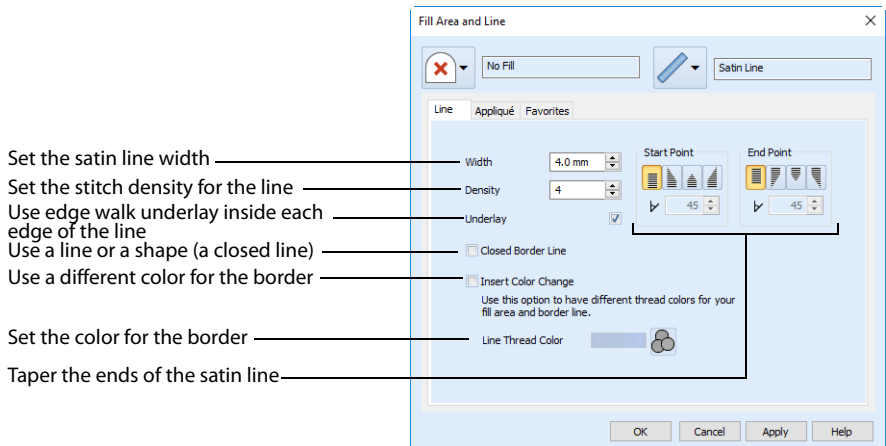 Fill Area and Line
No Fill
Satin Line
Line Appliqué Favorites
Set the satin line width
Width 4.0 mm
Start Point
End Point
Set the stitch density for the line
Density 4
45
45
Use edge walk underlay inside each
edge of the line
Underlay
Use a line or a shape (a closed line)
Closed Border Line
Use a different color for the border
Insert Color Change
Use this option to have different thread colors for your
fill area and border line.
Set the color for the border
Line Thread Color
Taper the ends of the satin line
OK Cancel Apply Help